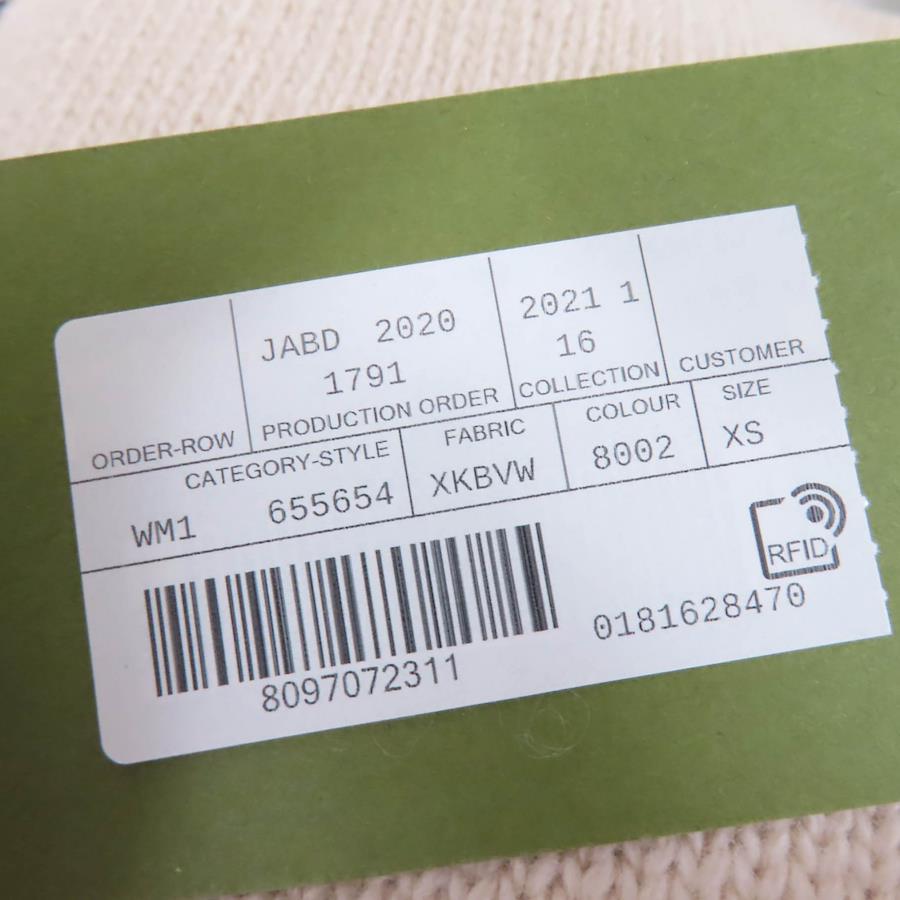 JABD 2020
1791
2021 1
16
ORDER-ROW PRODUCTION ORDER COLLECTION CUSTOMER
CATEGORY-STYLE FABRIC COLOUR SIZE
WM1 655654 XKBVW 8002 XS
RFID
8097072311 0181628470